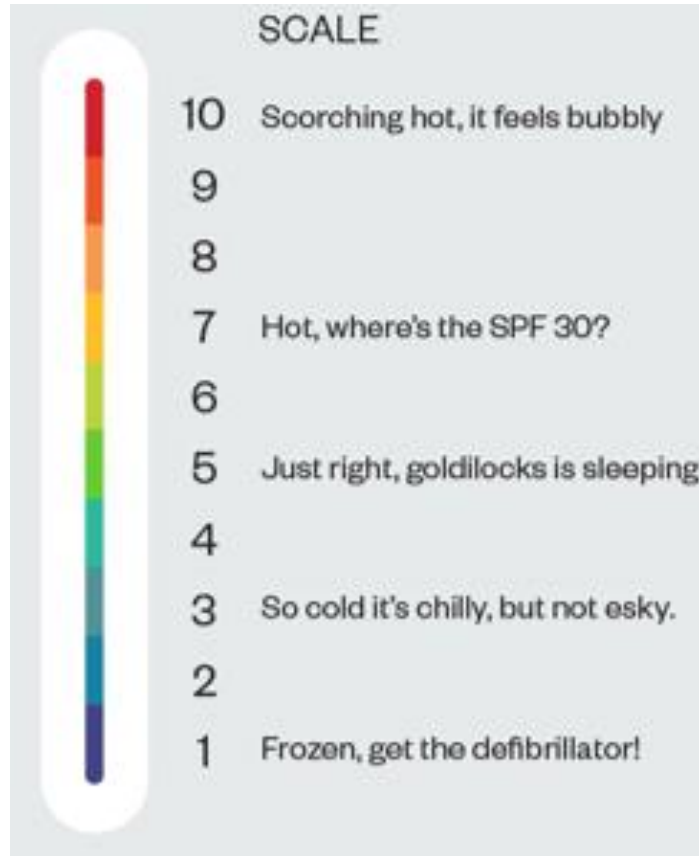 SCALE
10 Scorching hot, it feels bubbly
9
8
7 Hot, where's the SPF 30?
6
5 Just right, goldilocks is sleeping
4
3 So cold it's chilly, but not esky.
2
1 Frozen, get the defibrillator!